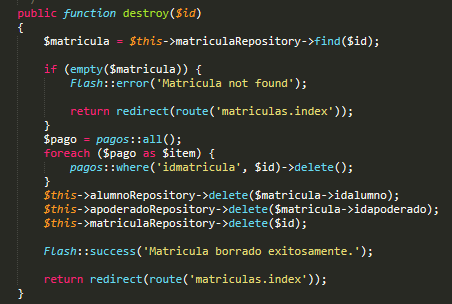 public function destroy($id)
{
    $matricula = $this->matriculaRepository->find($id);

    if (empty($matricula)) {
        Flash::error('Matricula not found');

        return redirect(route('matriculas.index'));
    }
    $pago = pagos::all();
    foreach ($pago as $item) {
        pagos::where('idmatricula', $id)->delete();
    }
    $this->alumnoRepository->delete($matricula->idalumno);
    $this->apoderadoRepository->delete($matricula->idapoderado);
    $this->matriculaRepository->delete($id);

    Flash::success('Matricula borrado exitosamente.');

    return redirect(route('matriculas.index'));
}